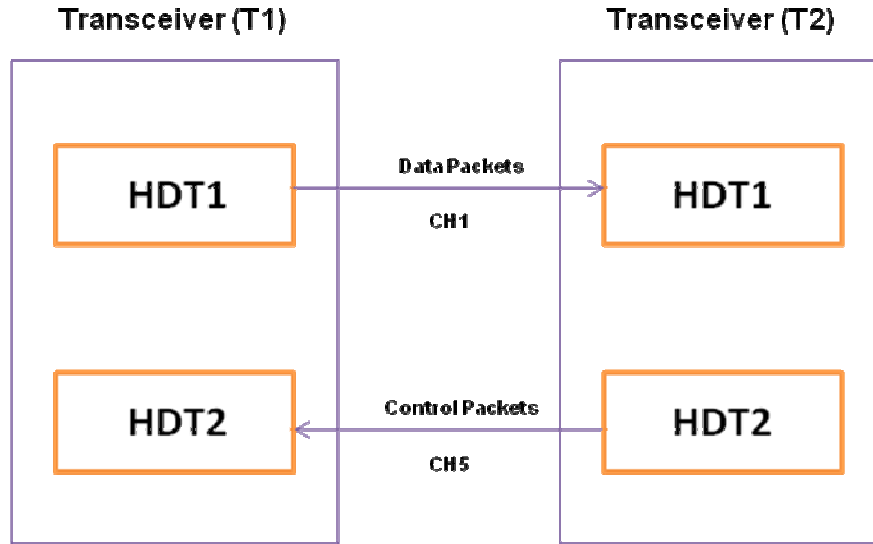 Transceiver (T1)
Transceiver (T2)
HDT1
Data Packets
CH1
HDT1
HDT2
Control Packets
CH5
HDT2